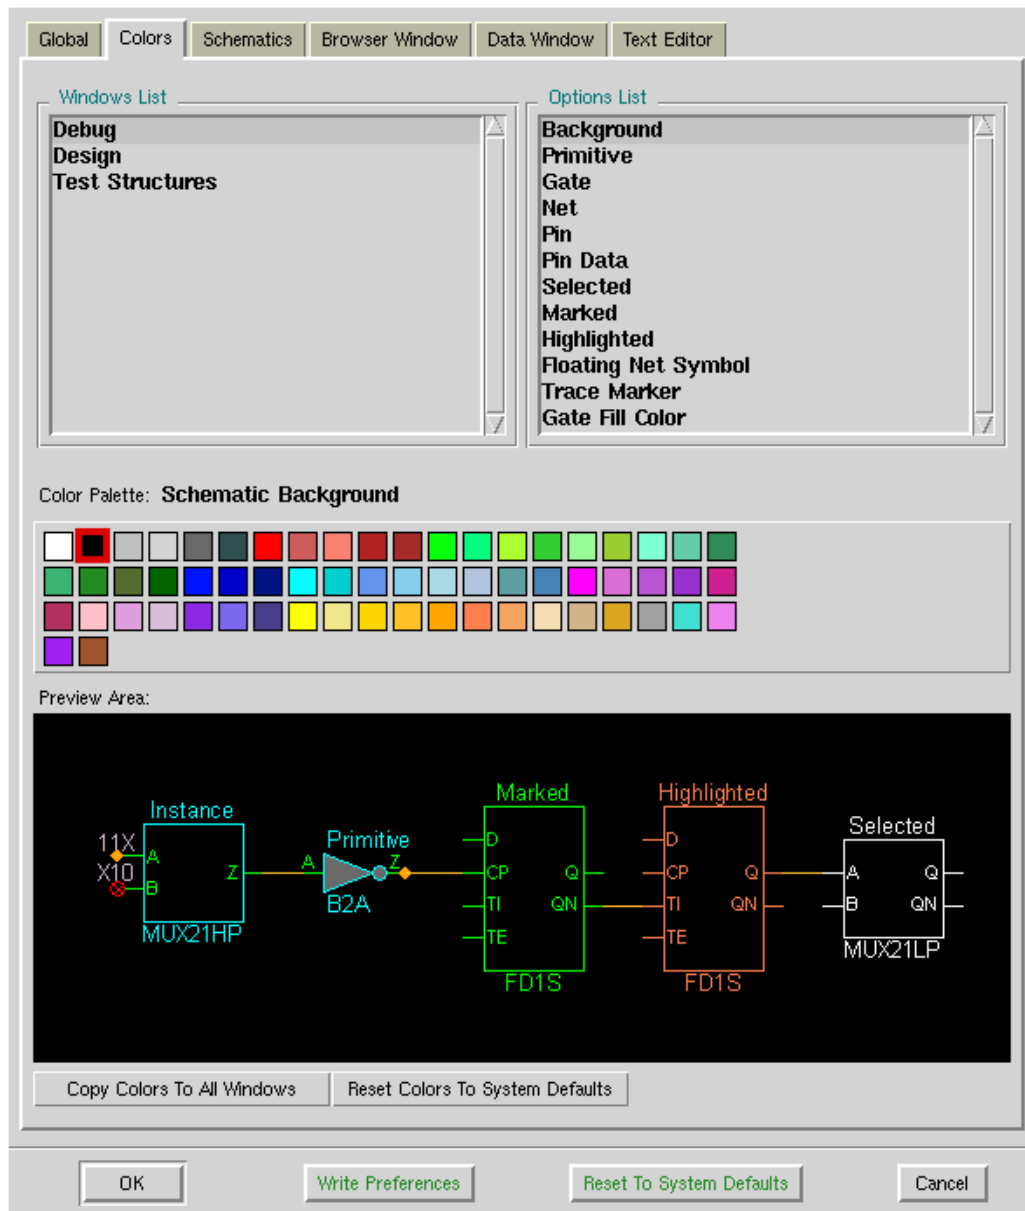 Global Colors Schematics Browser Window Data Window Text Editor
Windows List
Debug
Design
Test Structures
Options List
Background
Primitive
Gate
Net
Pin
Pin Data
Selected
Marked
Highlighted
Floating Net Symbol
Trace Marker
Gate Fill Color
Color Palette: Schematic Background
Preview Area:
Instance
11X
X10
A
B
Z
MUX21HP
Primitive
A
Z
B2A
Marked
D
CP
TI
TE
Q
QN
FD1S
Highlighted
D
CP
TI
TE
Q
QN
FD1S
Selected
A
B
Q
QN
MUX21LP
Copy Colors To All Windows Reset Colors To System Defaults
OK Write Preferences Reset To System Defaults Cancel